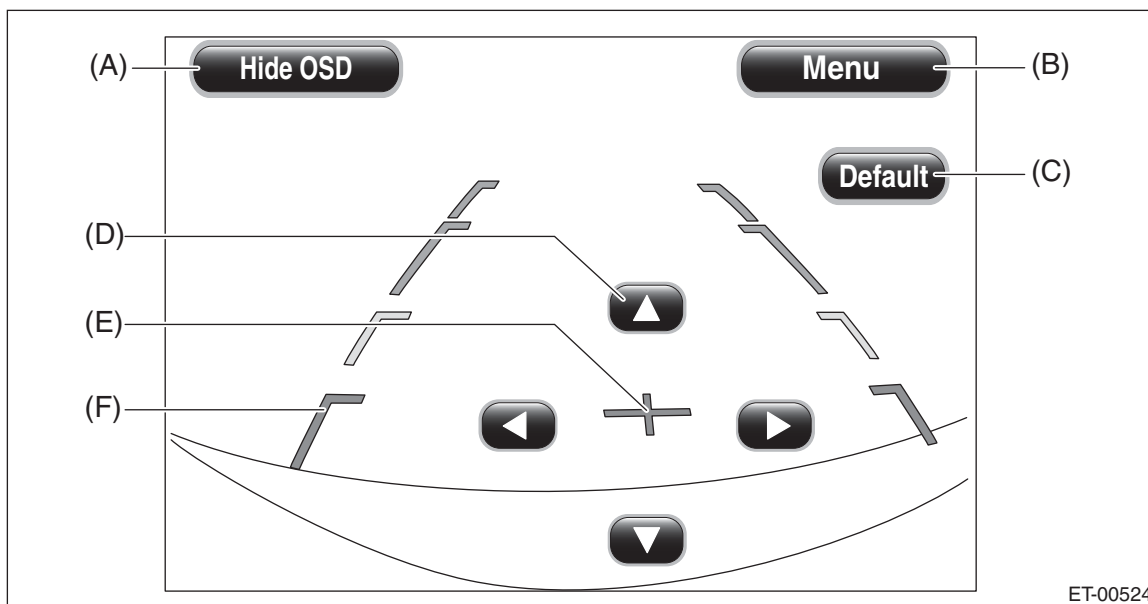 (A)
Hide OSD
Menu
(B)
Default
(C)
(D)
(E)
(F)
ET-00524